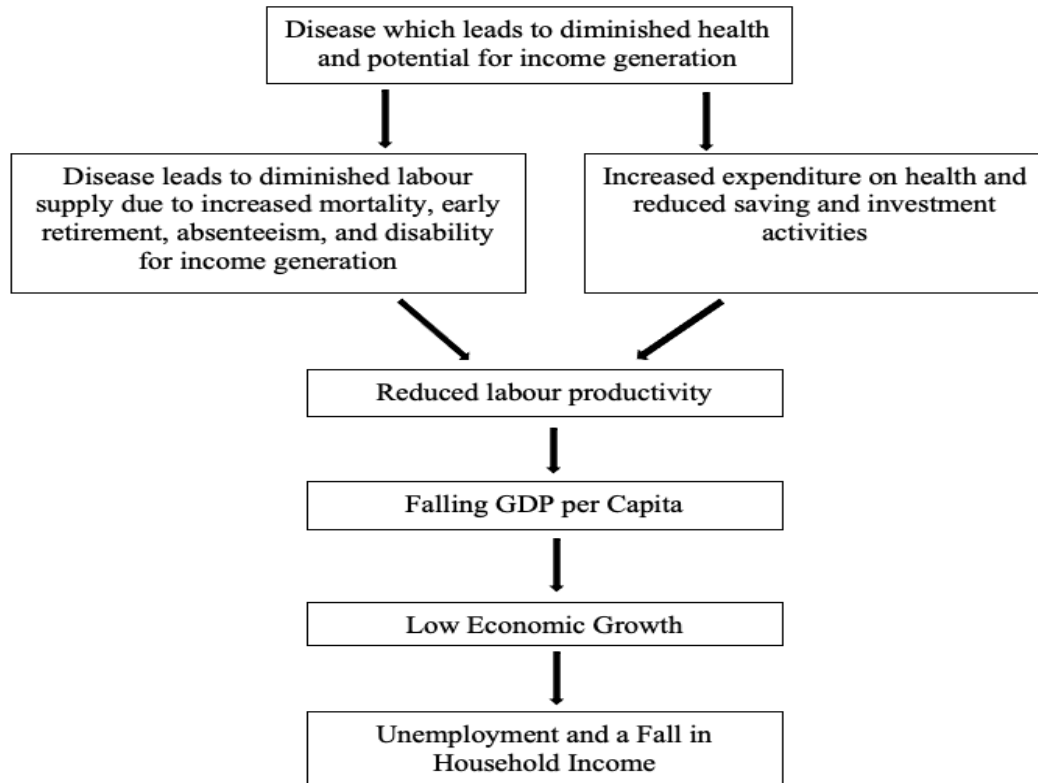 Disease which leads to diminished health
and potential for income generation
Disease leads to diminished labour
supply due to increased mortality, early
retirement, absenteeism, and disability
for income generation
Increased expenditure on health and
reduced saving and investment
activities
Reduced labour productivity
Falling GDP per Capita
Low Economic Growth
Unemployment and a Fall in
Household Income